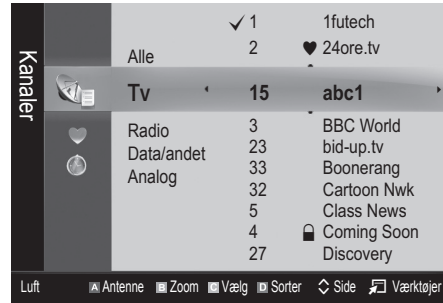 Kanaler
✓ 1 1futech
Alle 2 ♥ 24ore.tv
Tv 15 abc1
Radio 3 BBC World
Data/andet 23 bid-up.tv
Analog 33 Boonerang
32 Cartoon Nwk
5 Class News
4 Coming Soon
27 Discovery
Luft A Antenne B Zoom C Vælg D Sorter Side Værktøjer